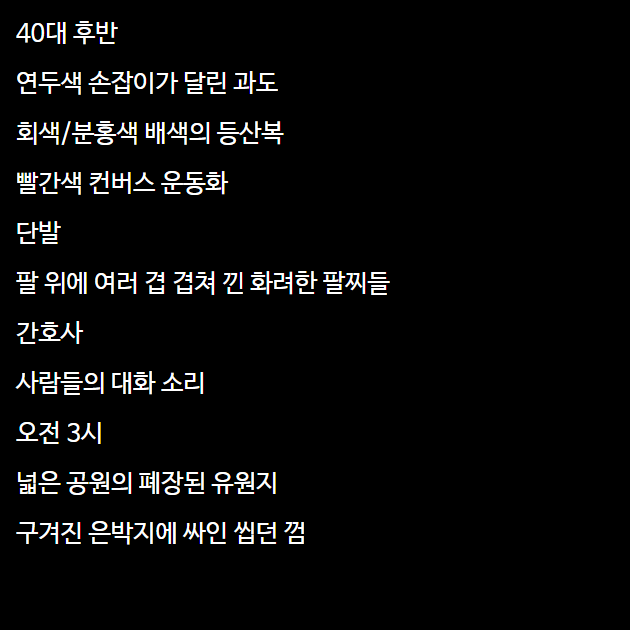 40대 후반
연두색 손잡이가 달린 과도
회색/분홍색 배색의 등산복
빨간색 컨버스 운동화
단발
팔 위에 여러 겹 겹쳐 낀 화려한 팔찌들
간호사
사람들의 대화 소리
오전 3시
넓은 공원의 폐장된 유원지
구겨진 은박지에 싸인 씹던 껌